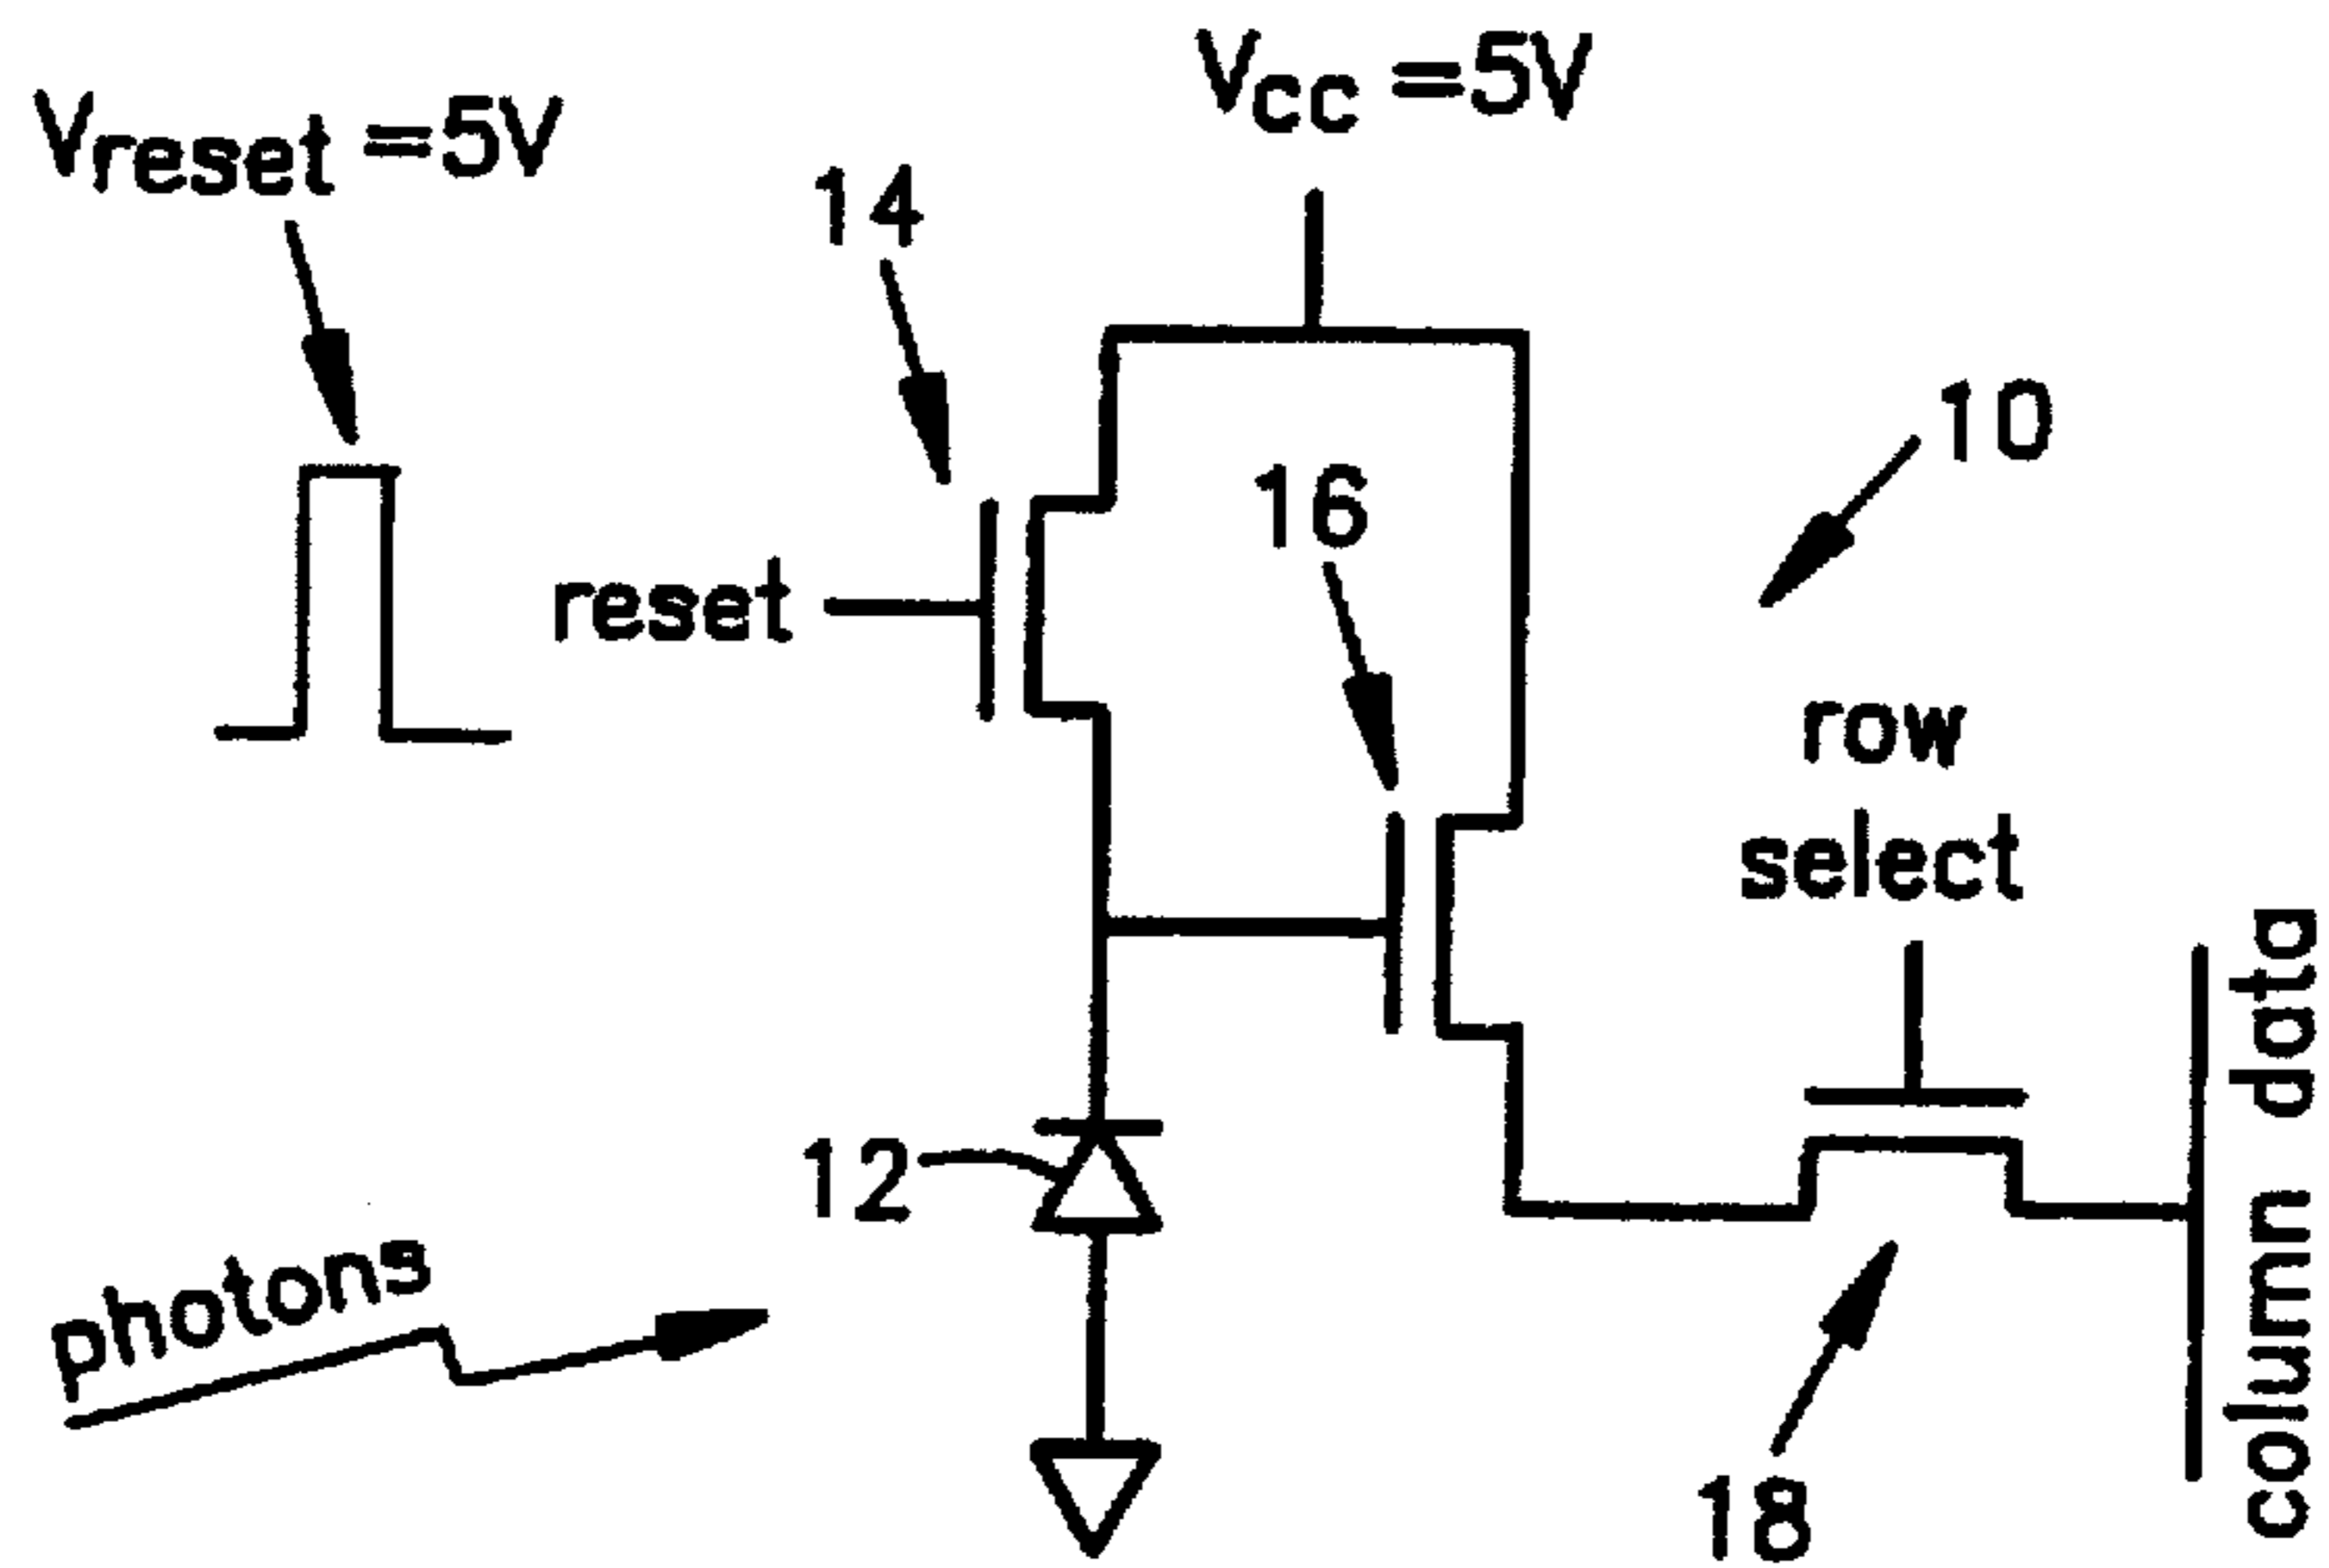 Vreset =5V
Vcc =5V
14
10
16
reset
row
select
column data
12
photons
18